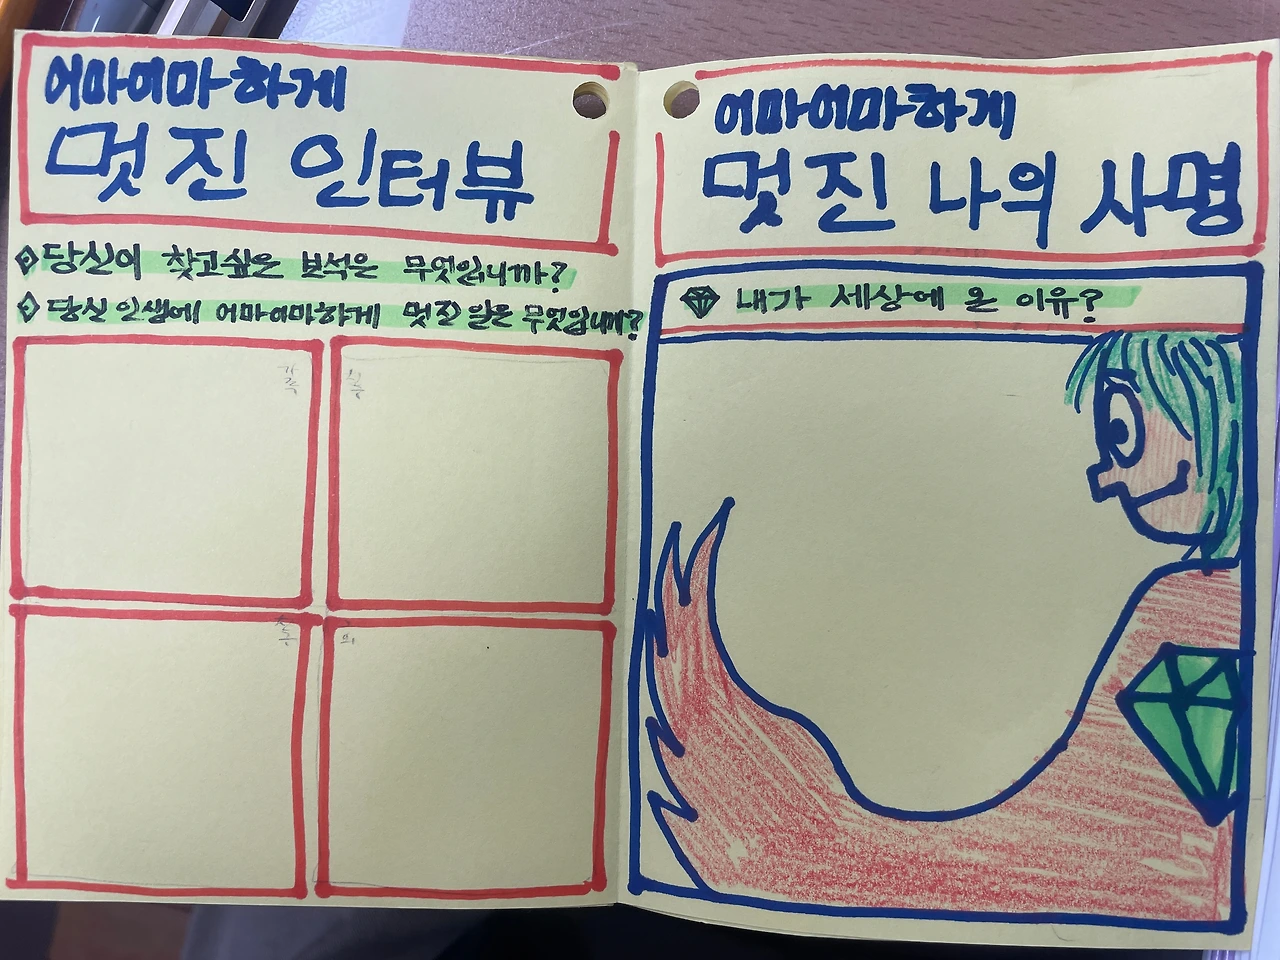 어마어마하게
멋진 인터뷰
당신이 찾고싶은 보석은 무엇입니까?
당신 인생에 어마어마하게 멋진 일은 무엇입니까?
가족
의
어마어마하게
멋진 나의 사명
내가 세상에 온 이유?